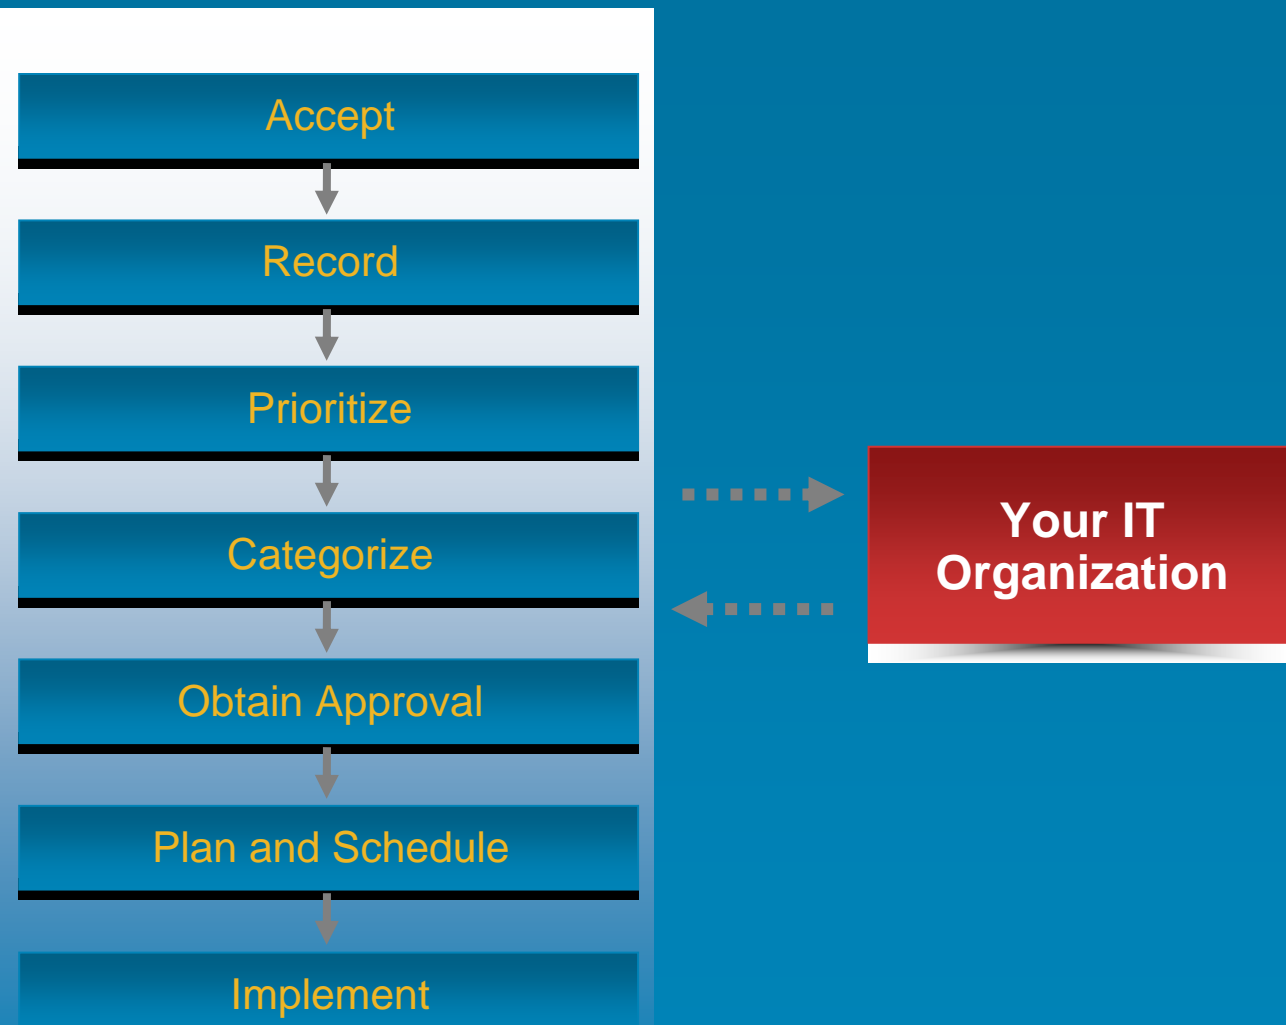 Accept
Record
Prioritize
Categorize
Obtain Approval
Plan and Schedule
Implement
Your IT
Organization